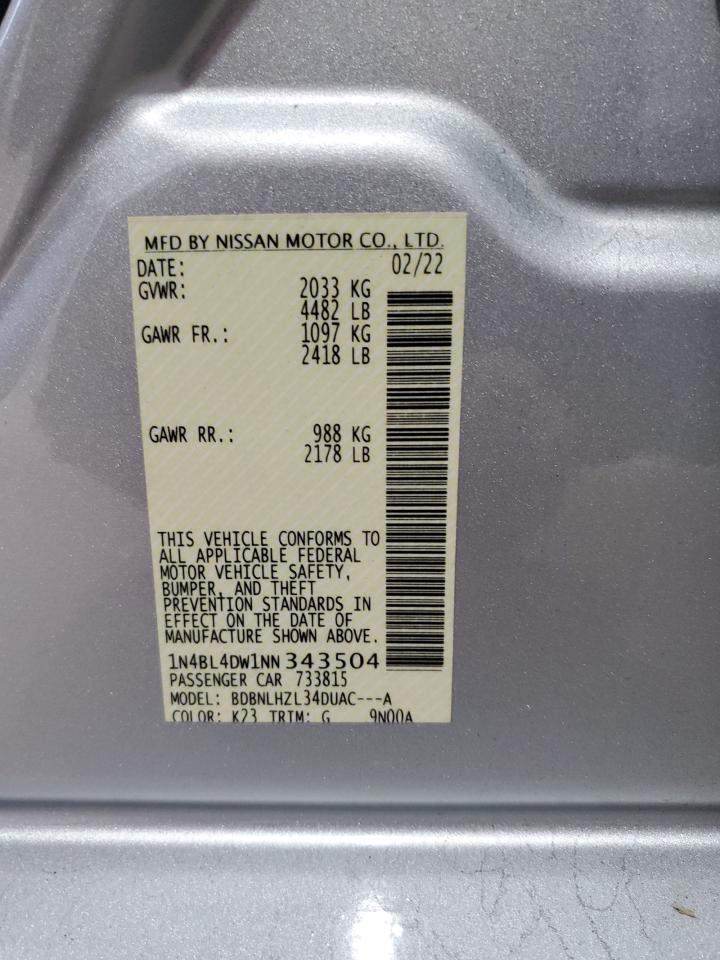 MFD BY NISSAN MOTOR CO., LTD.
DATE: 02/22
GVWR: 2033 KG
4482 LB
GAWR FR.: 1097 KG
2418 LB
GAWR RR.: 988 KG
2178 LB
THIS VEHICLE CONFORMS TO
ALL APPLICABLE FEDERAL
MOTOR VEHICLE SAFETY,
BUMPER, AND THEFT
PREVENTION STANDARDS IN
EFFECT ON THE DATE OF
MANUFACTURE SHOWN ABOVE.
1N4BL4DW1NN 343504
PASSENGER CAR 733815
MODEL: BDBNLHZL34DUAC---A
COLOR: K23 TRIM: G 9N00A